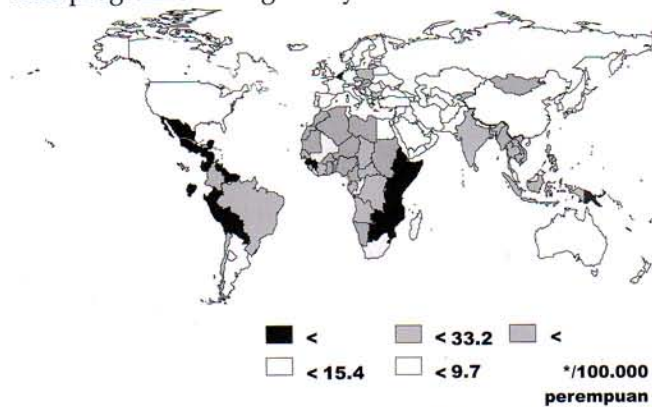 < < 33.2 <
< 15.4 < 9.7 */100.000
perempuan